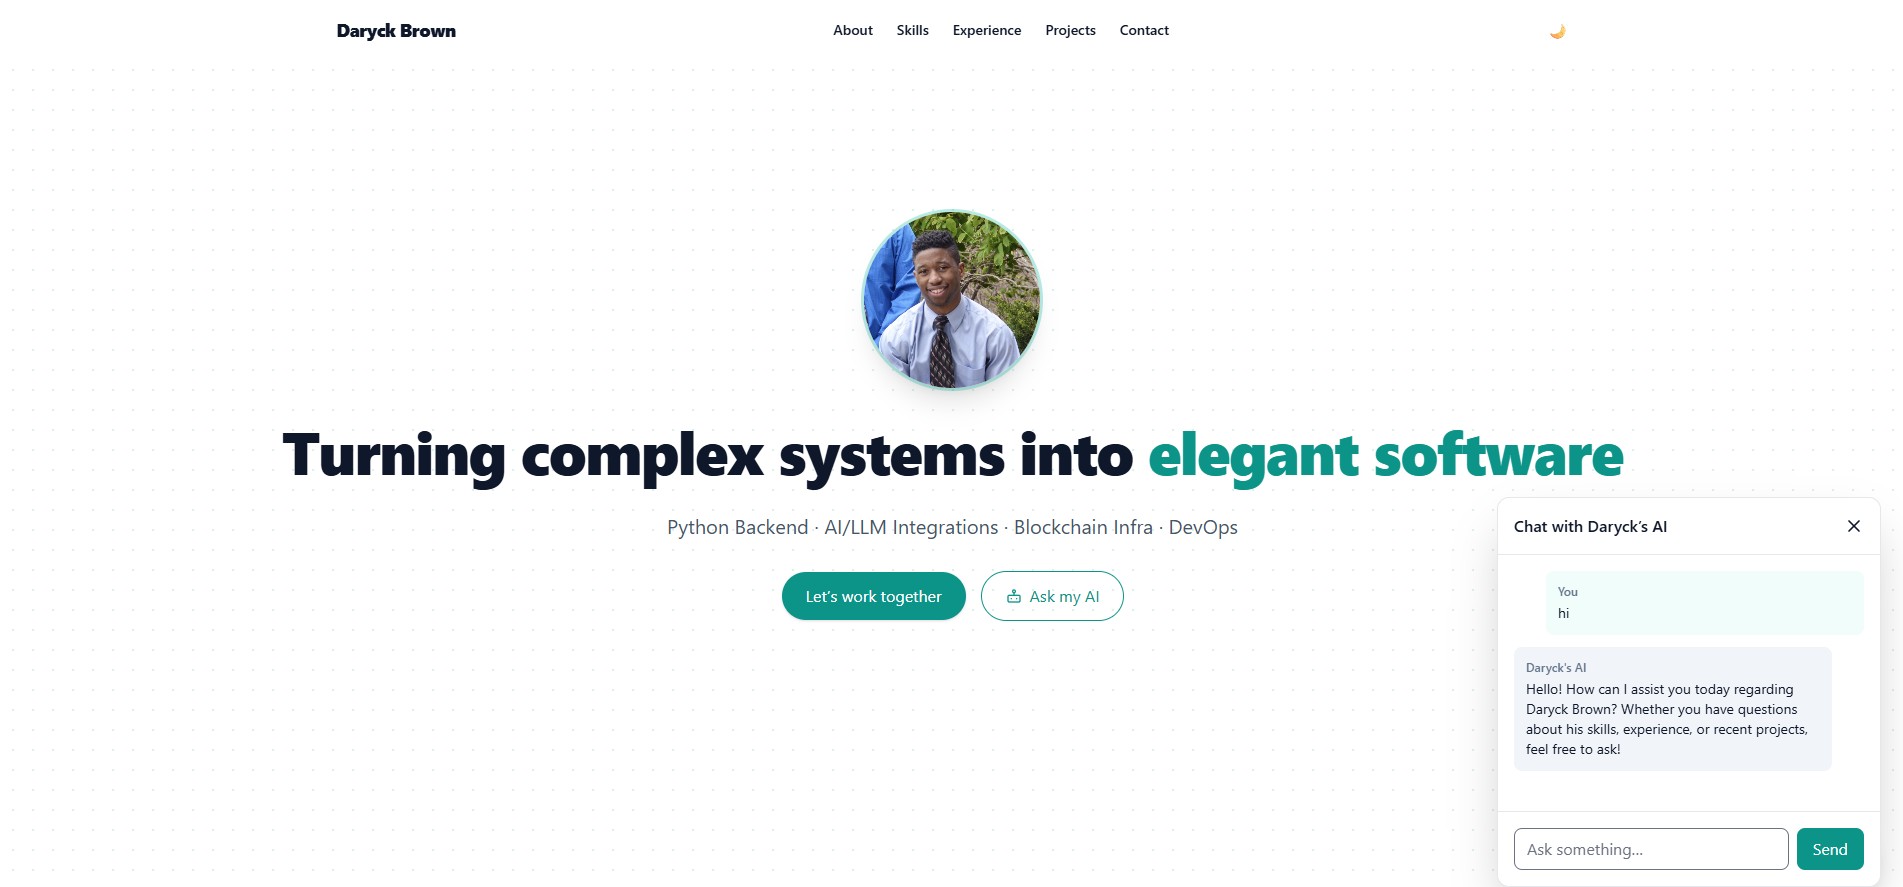 Daryck Brown
About Skills Experience Projects Contact
Turning complex systems into elegant software
Python Backend · AI/LLM Integrations · Blockchain Infra · DevOps
Let's work together
Ask my AI
Chat with Daryck's AI
You
hi
Daryck's AI
Hello! How can I assist you today regarding
Daryck Brown? Whether you have questions
about his skills, experience, or recent projects,
feel free to ask!
Ask something...
Send